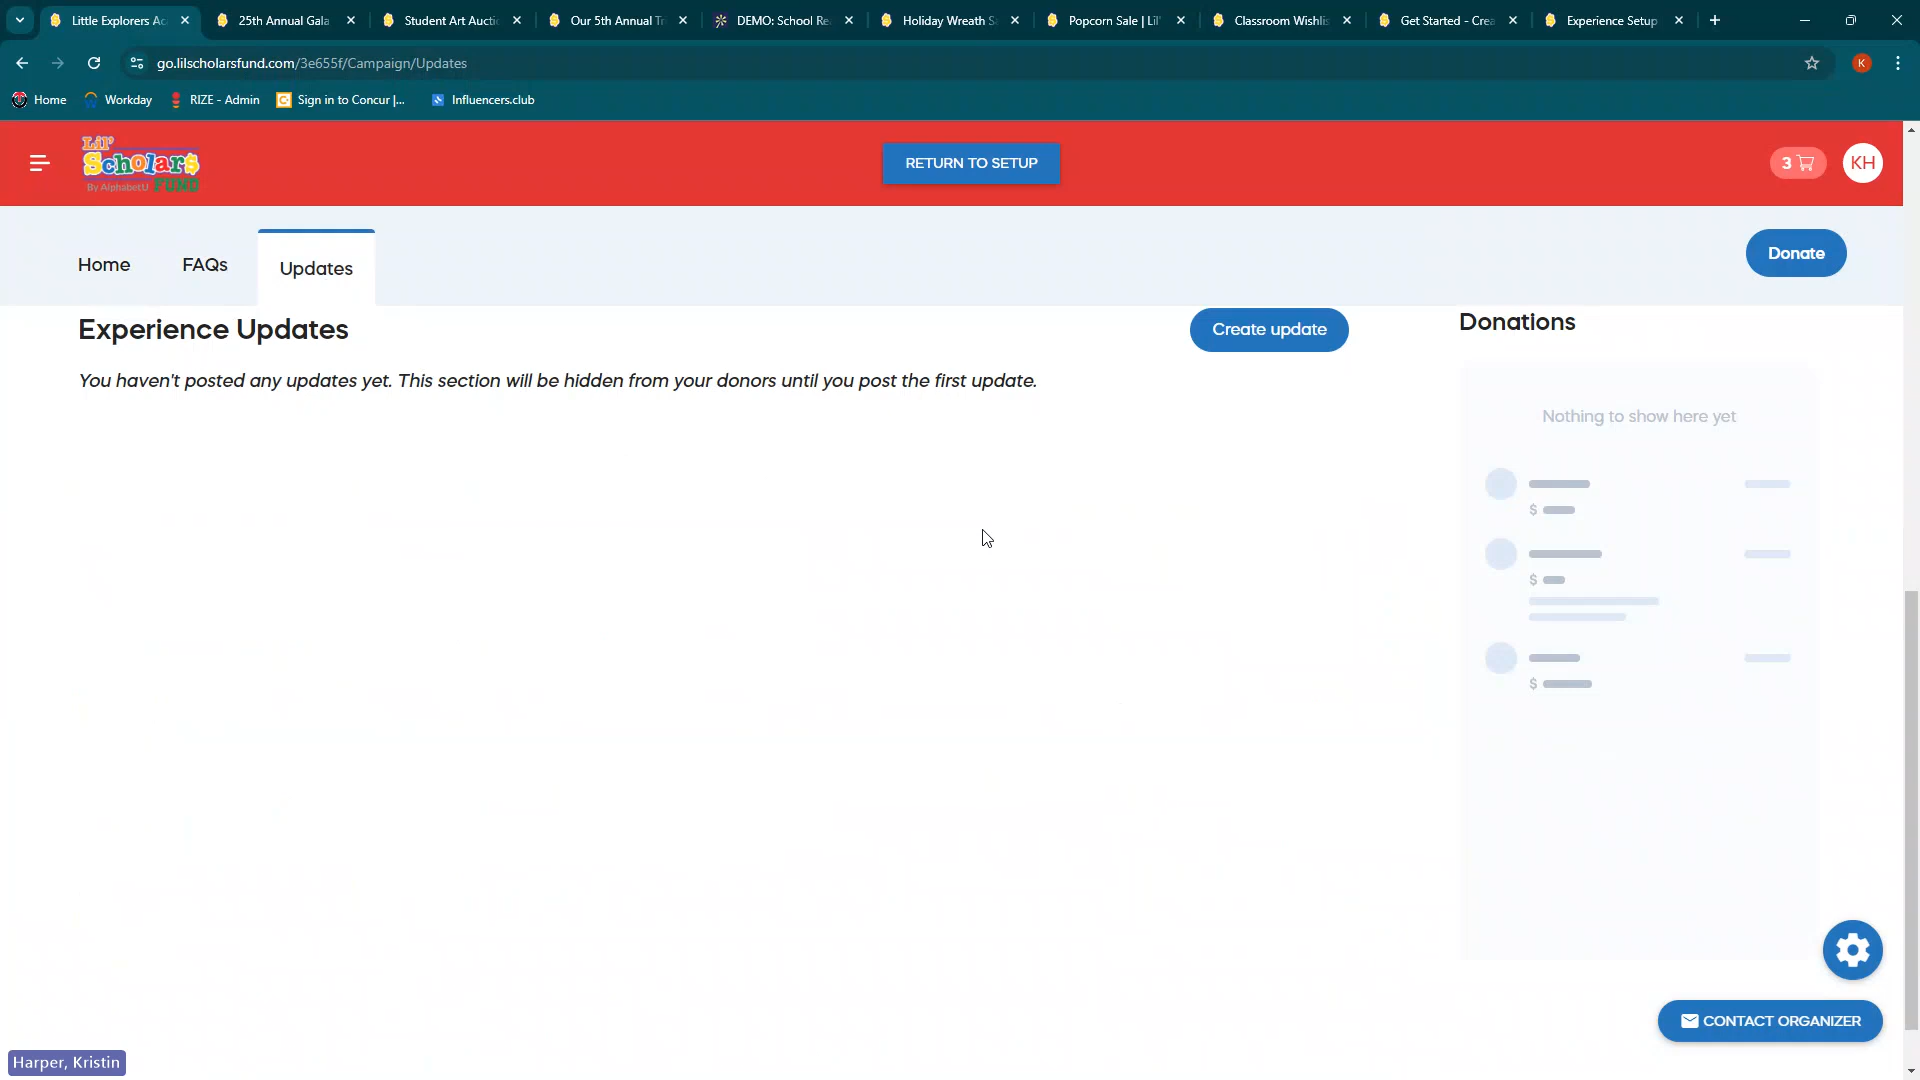 Little Explorers Ac
25th Annual Gala
Student Art Aucti
Our 5th Annual Tr
DEMO: School Re
Holiday Wreath S
Popcorn Sale | Lil'
Classroom Wishlis
Get Started - Crea
Experience Setup
go.lilscholarsfund.com/3e655f/Campaign/Updates
K
Home
Workday
RIZE - Admin
Sign in to Concur |...
Influencers.club
Lil'
Scholar$
By AlphabetU FUND
RETURN TO SETUP
3
KH
Home
FAQs
Updates
Donate
Experience Updates
Create update
Donations
You haven't posted any updates yet. This section will be hidden from your donors until you post the first update.
Nothing to show here yet
$
$
$
CONTACT ORGANIZER
Harper, Kristin